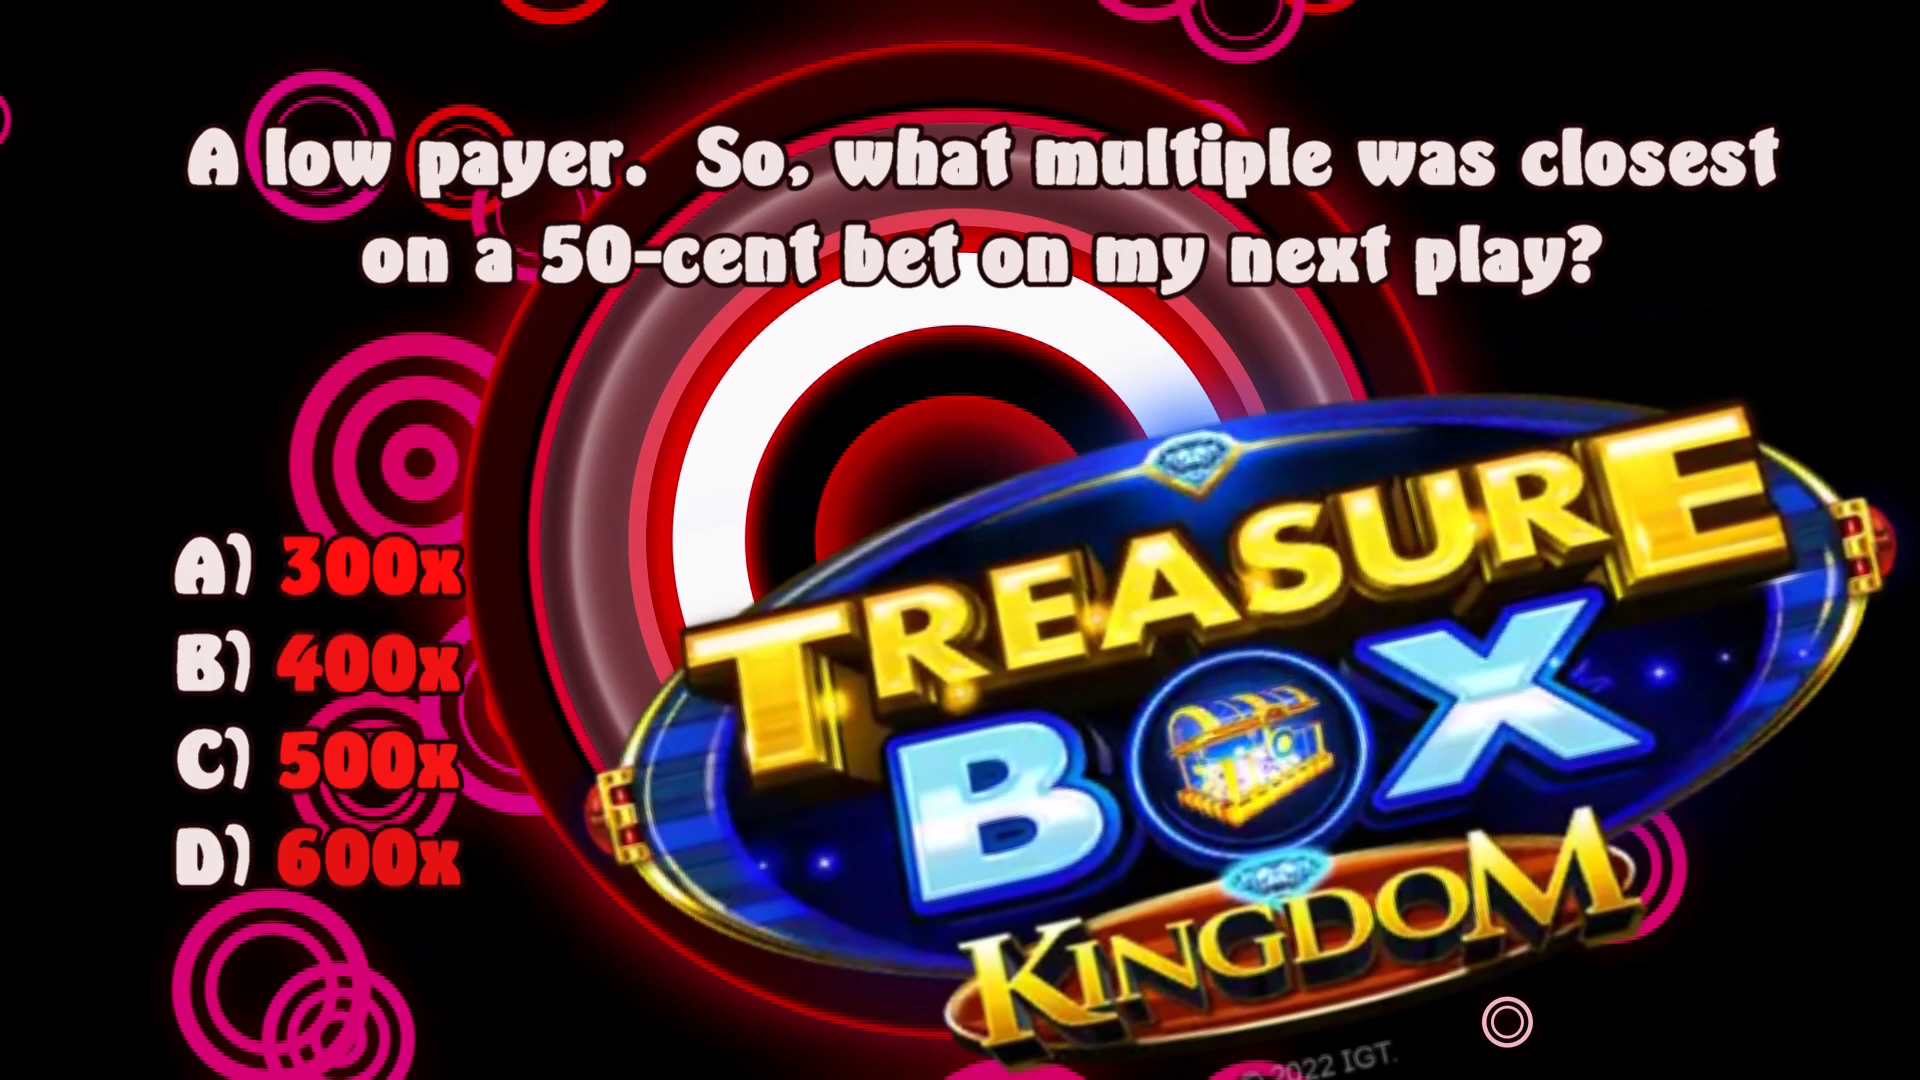 A low payer. So, what multiple was closest
on a 50-cent bet on my next play?
A) 300x
B) 400x
C) 500x
D) 600x
TREASURE
BOX
KINGDOM
© 2022 IGT.